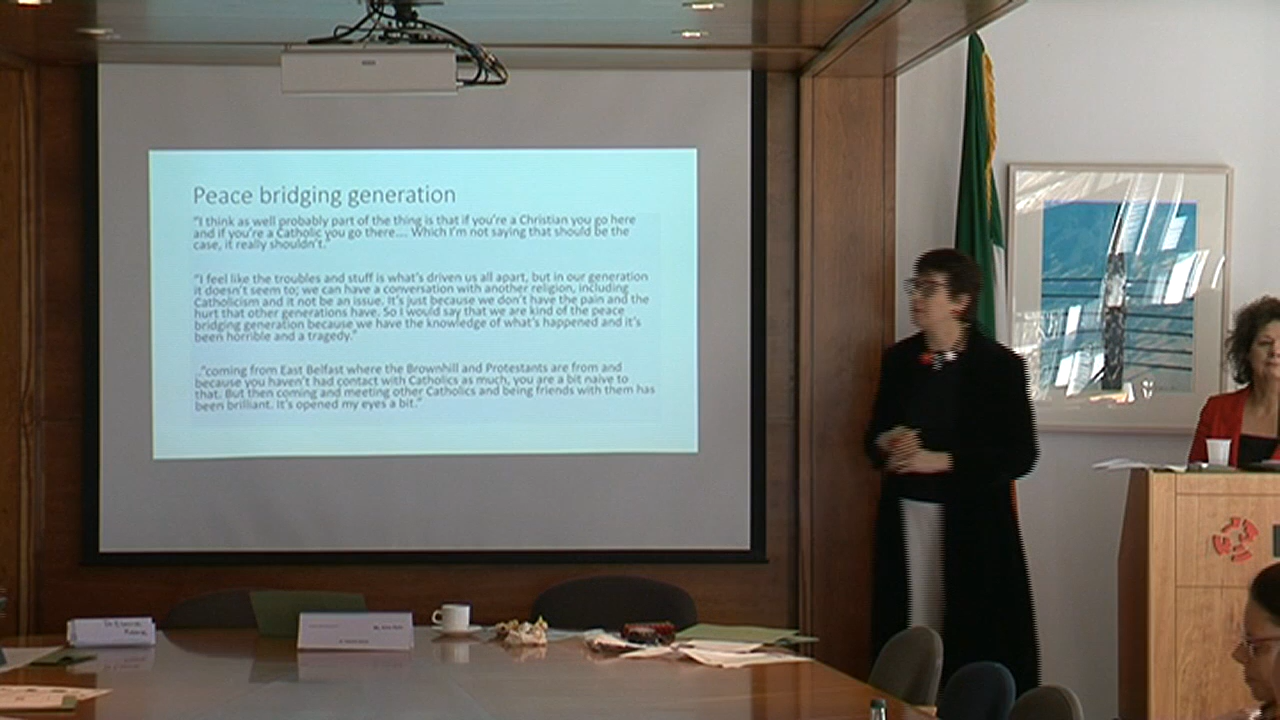 Peace bridging generation
"I think as well probably part of the thing is that if you're a Christian you go here
and if you're a Catholic you go there.... Which I'm not saying that should be the
case, it really shouldn't."
"I feel like the troubles and stuff is what's driven us all apart, but in our generation
it doesn't seem to; we can have a conversation with another religion, including
Catholicism and it not be an issue. It's just because we don't have the pain and the
hurt that other generations have. So I would say that we are kind of the peace
bridging generation because we have the knowledge of what's happened and it's
been horrible and a tragedy."
."coming from East Belfast where the Brownhill and Protestants are from and
because you haven't had contact with Catholics as much, you are a bit naive to
that. But then coming and meeting other Catholics and being friends with them has
been brilliant. It's opened my eyes a bit."